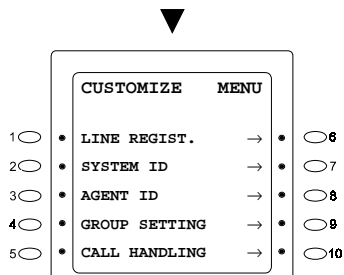 CUSTOMIZE MENU
1 • LINE REGIST. → • 6
2 • SYSTEM ID → • 7
3 • AGENT ID → • 8
4 • GROUP SETTING → • 9
5 • CALL HANDLING → • 10